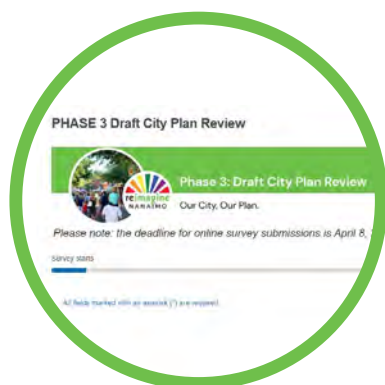 PHASE 3 Draft City Plan Review
Phase 3: Draft City Plan Review
reimagine
NANAIMO
Our City, Our Plan.
Please note: the deadline for online survey submissions is April 8,
Survey starts
All fields marked with an asterisk (*) are required.